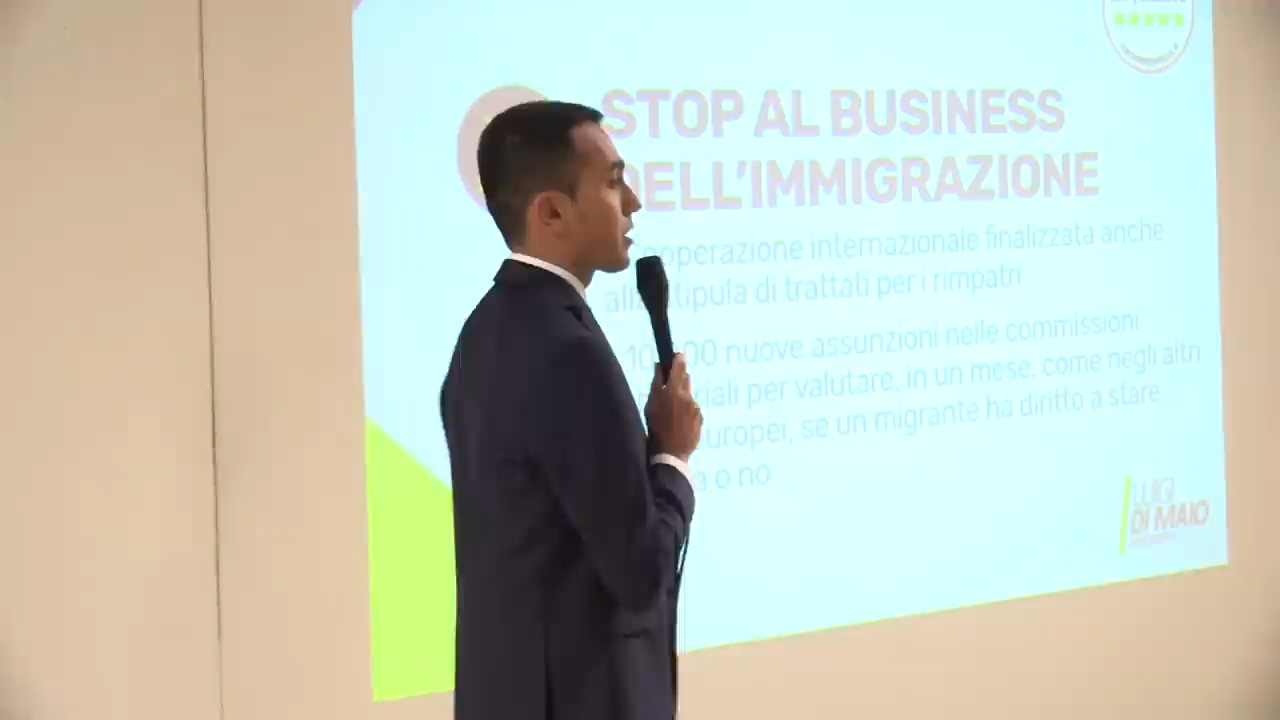 STOP AL BUSINESS
DELL'IMMIGRAZIONE
operazione internazionale finalizzata anche
stipula di trattati per i rimpatri
nuove assunzioni nelle commissioni
per valutare, in un mese, come negli altri
europei, se un migrante ha diritto a stare
o no
LUIGI
DI MAIO